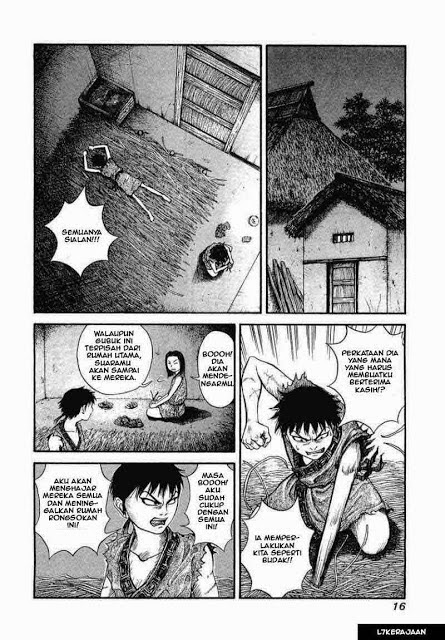 SEMUANYA
SIALAN!!!
PERKATAAN DIA
YANG MANA
YANG HARUS
MEMBUATKU
BERTERIMA
KASIH!?
IA MEMPER-
LAKUKAN
KITA SEPERTI
BUDAK!!
BODOH!
DIA
AKAN
MENDE-
NGARMU.
WALAUPUN
GUBUK INI
TERPISAH DARI
RUMAH UTAMA,
SUARAMU
AKAN SAMPAI
KE MEREKA.
MASA
BODOH!
AKU
SUDAH
CUKUP
DENGAN
SEMUA
INI!
AKU AKAN
MENGHAJAR
MEREKA SEMUA
DAN MENING-
GALKAN RUMAH
RONGSOKAN
INI!
16
L7KERAJAAN